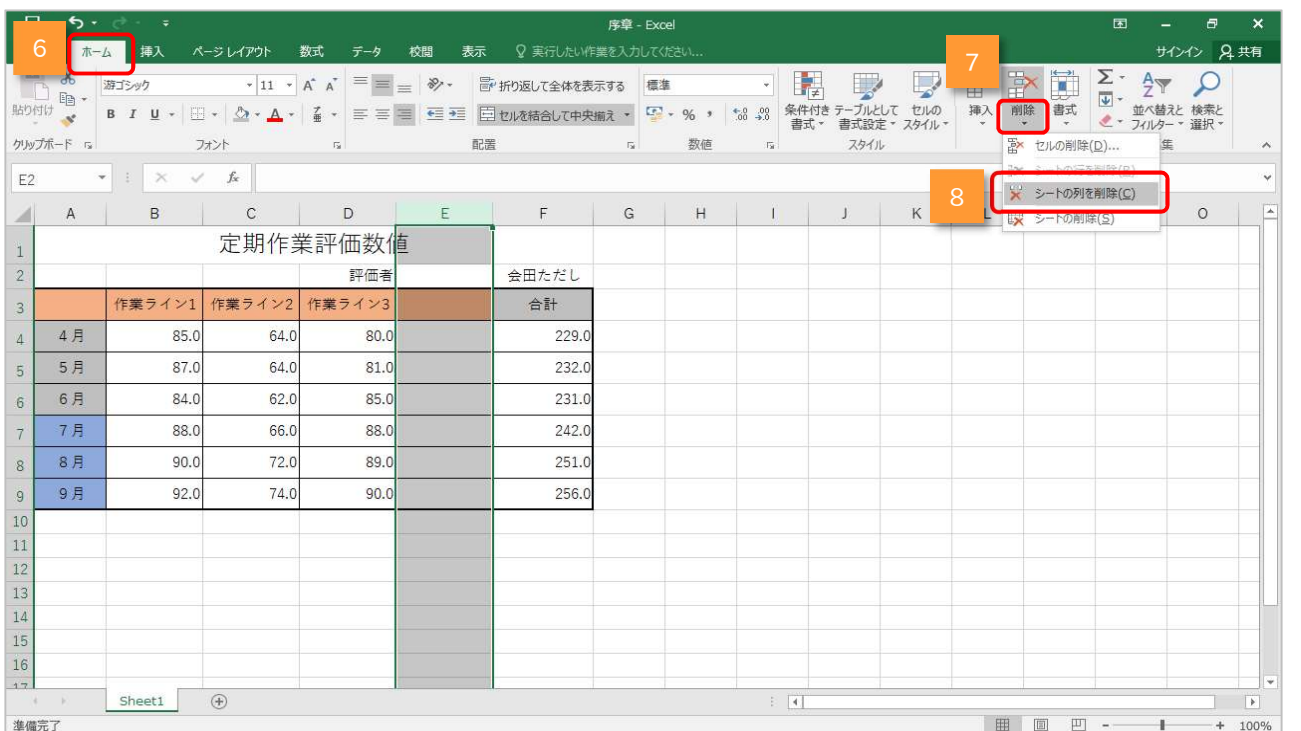 序章 - Excel
6
ホーム 挿入 ページ レイアウト 数式 データ 校閲 表示 実行したい作業を入力してください... サインイン 共有
7
游ゴシック 11 A A 折り返して全体を表示する 標準
貼り付け B I U A セルを結合して中央揃え % 条件付き書式 テーブルとして書式設定 セルのスタイル 挿入 削除 書式 並べ替えとフィルター 検索と選択
クリップボード フォント 配置 数値 スタイル 集
セルの削除(D)...
シートの行を削除(R)
8
シートの列を削除(C)
シートの削除(S)
E2 fx
A B C D E F G H I J K L O
1 定期作業評価数値
2 評価者 会田ただし
3 作業ライン1 作業ライン2 作業ライン3 合計
4 4月 85.0 64.0 80.0 229.0
5 5月 87.0 64.0 81.0 232.0
6 6月 84.0 62.0 85.0 231.0
7 7月 88.0 66.0 88.0 242.0
8 8月 90.0 72.0 89.0 251.0
9 9月 92.0 74.0 90.0 256.0
10
11
12
13
14
15
16
17
Sheet1
準備完了 100%